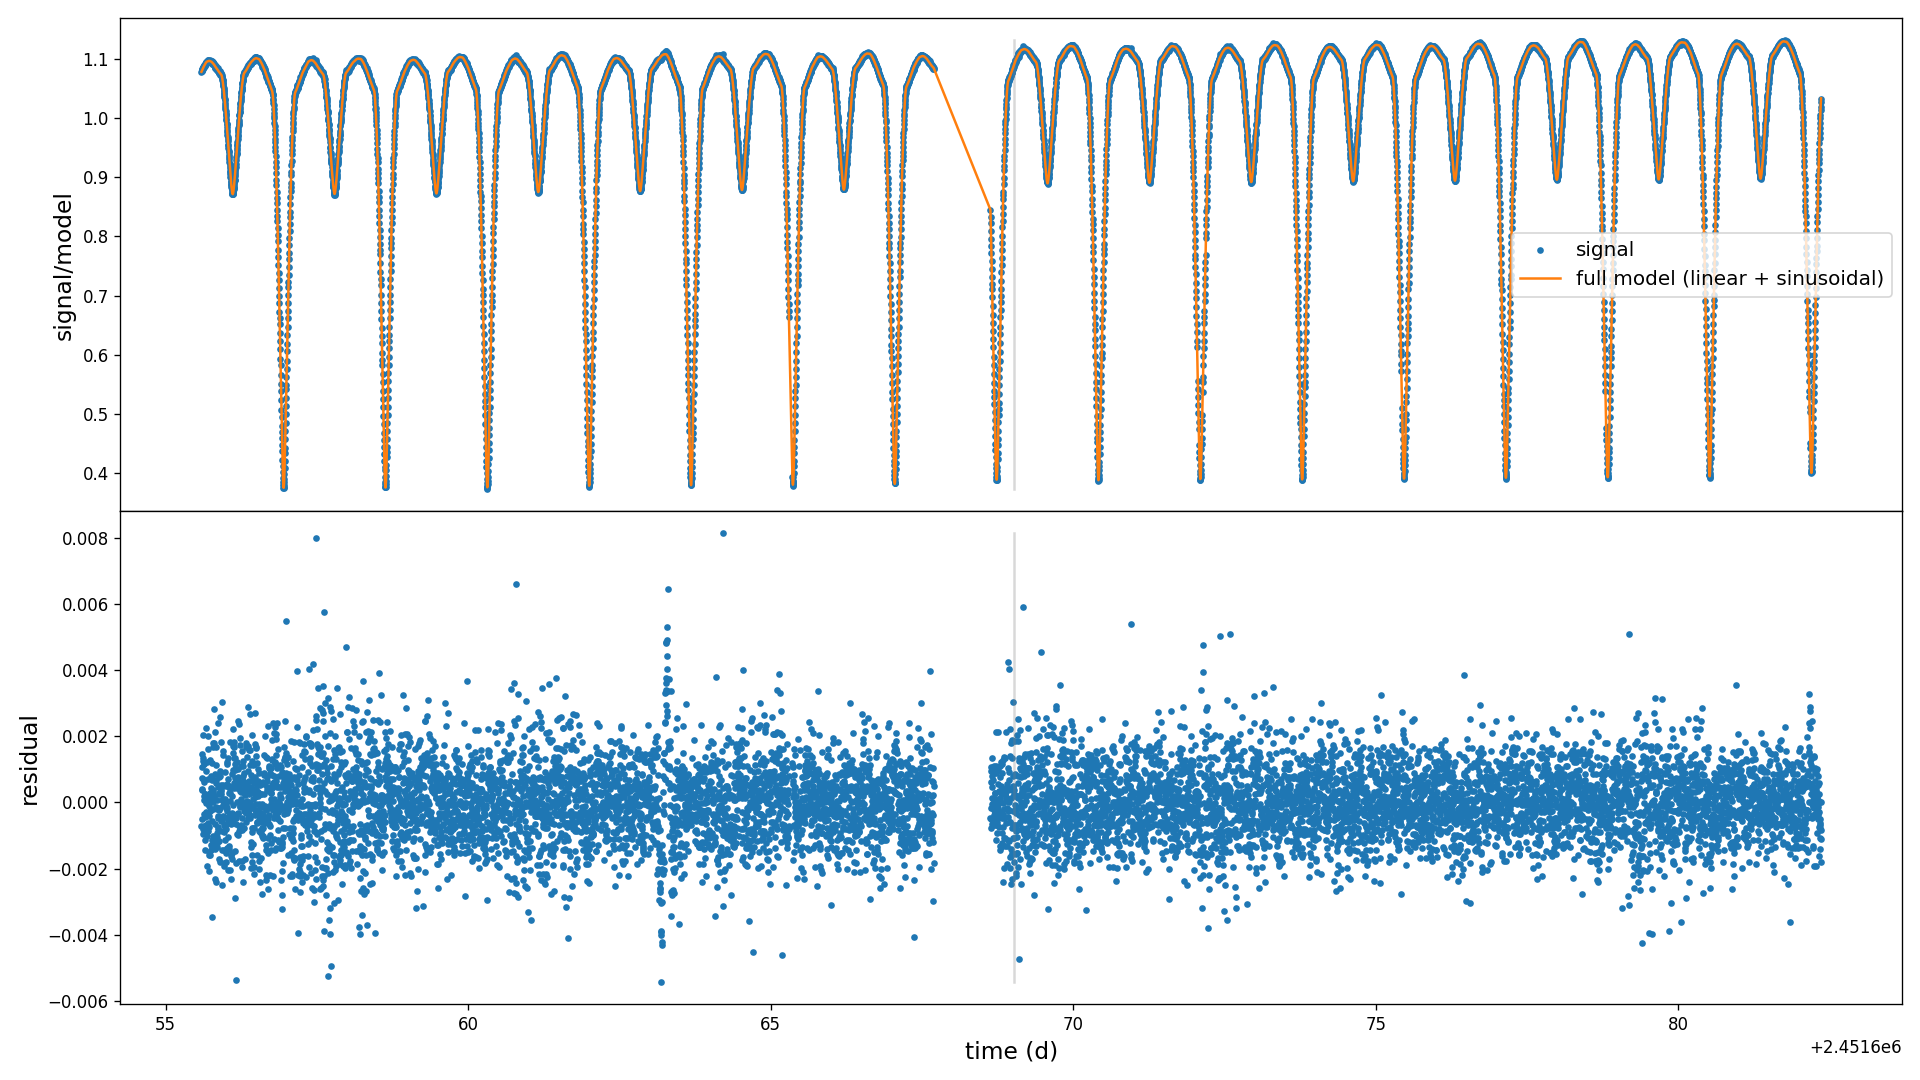 signal/model
1.1
1.0
0.9
0.8
0.7
0.6
0.5
0.4
signal
full model (linear + sinusoidal)
residual
0.008
0.006
0.004
0.002
0.000
−0.002
−0.004
−0.006
55 60 65 70 75 80
time (d)
+2.4516e6